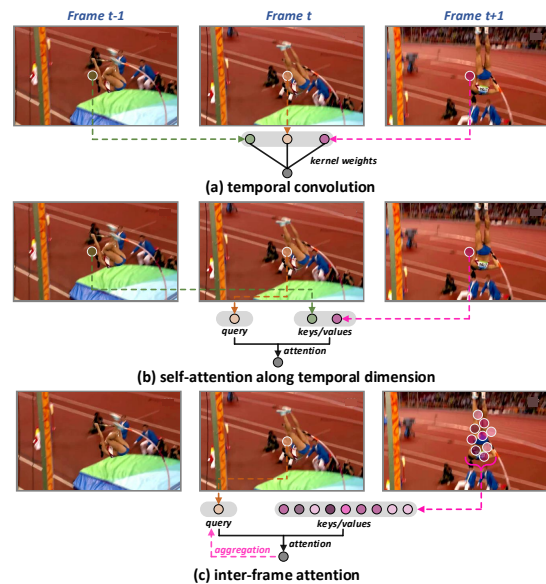 Frame t-1 Frame t Frame t+1
kernel weights
(a) temporal convolution
query keys/values
attention
(b) self-attention along temporal dimension
query keys/values
aggregation attention
(c) inter-frame attention